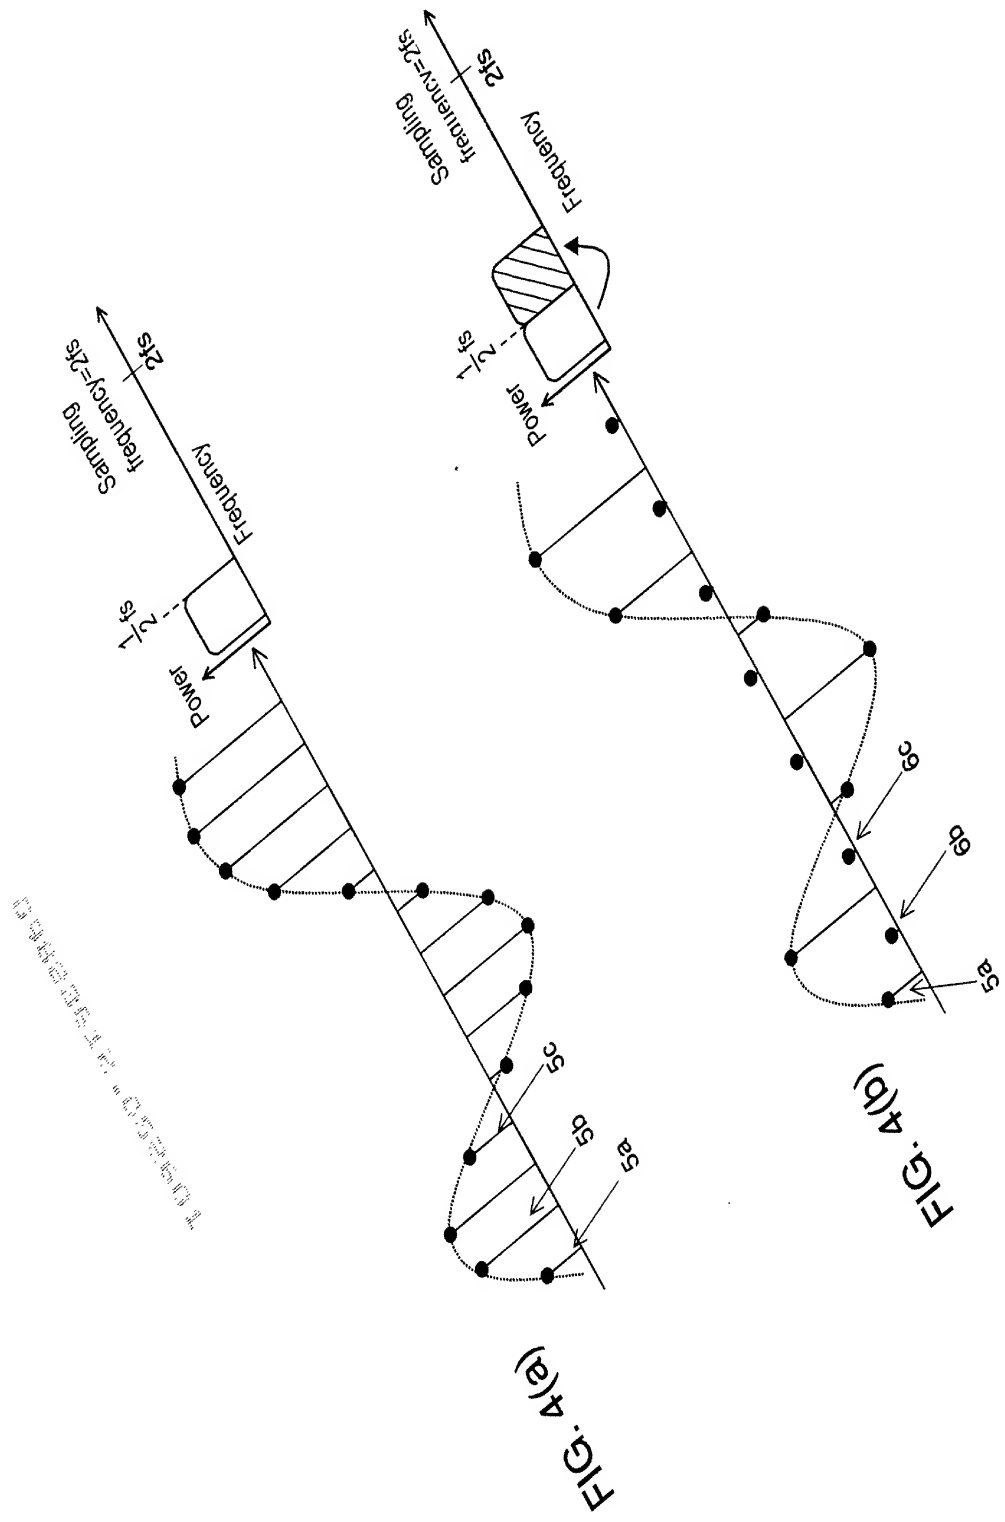 FIG. 4(a)
5a
5b
5c
Power
1/2 fs
Frequency
Sampling
frequency=2fs
2fs
FIG. 4(b)
5a
6b
6c
Power
1/2 fs
Frequency
Sampling
frequency=2fs
2fs